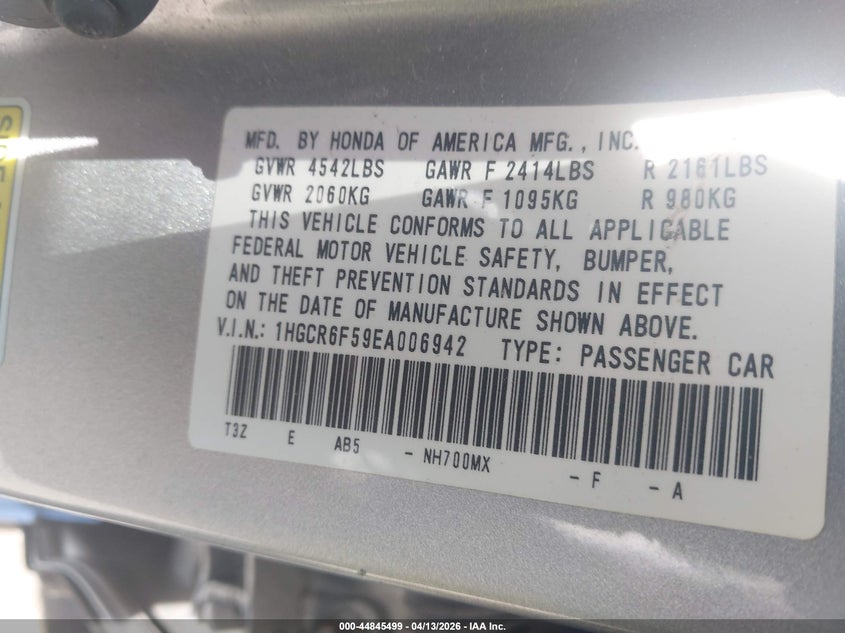 MFD. BY HONDA OF AMERICA MFG., INC.
GVWR 4542LBS GAWR F 2414LBS R 2161LBS
GVWR 2060KG GAWR F 1095KG R 980KG
THIS VEHICLE CONFORMS TO ALL APPLICABLE
FEDERAL MOTOR VEHICLE SAFETY, BUMPER,
AND THEFT PREVENTION STANDARDS IN EFFECT
ON THE DATE OF MANUFACTURE SHOWN ABOVE.
V.I.N.: 1HGCR6F59EA006942 TYPE: PASSENGER CAR
T3Z E AB5 - NH700MX - F - A
000-44845499 - 04/13/2026 - IAA Inc.